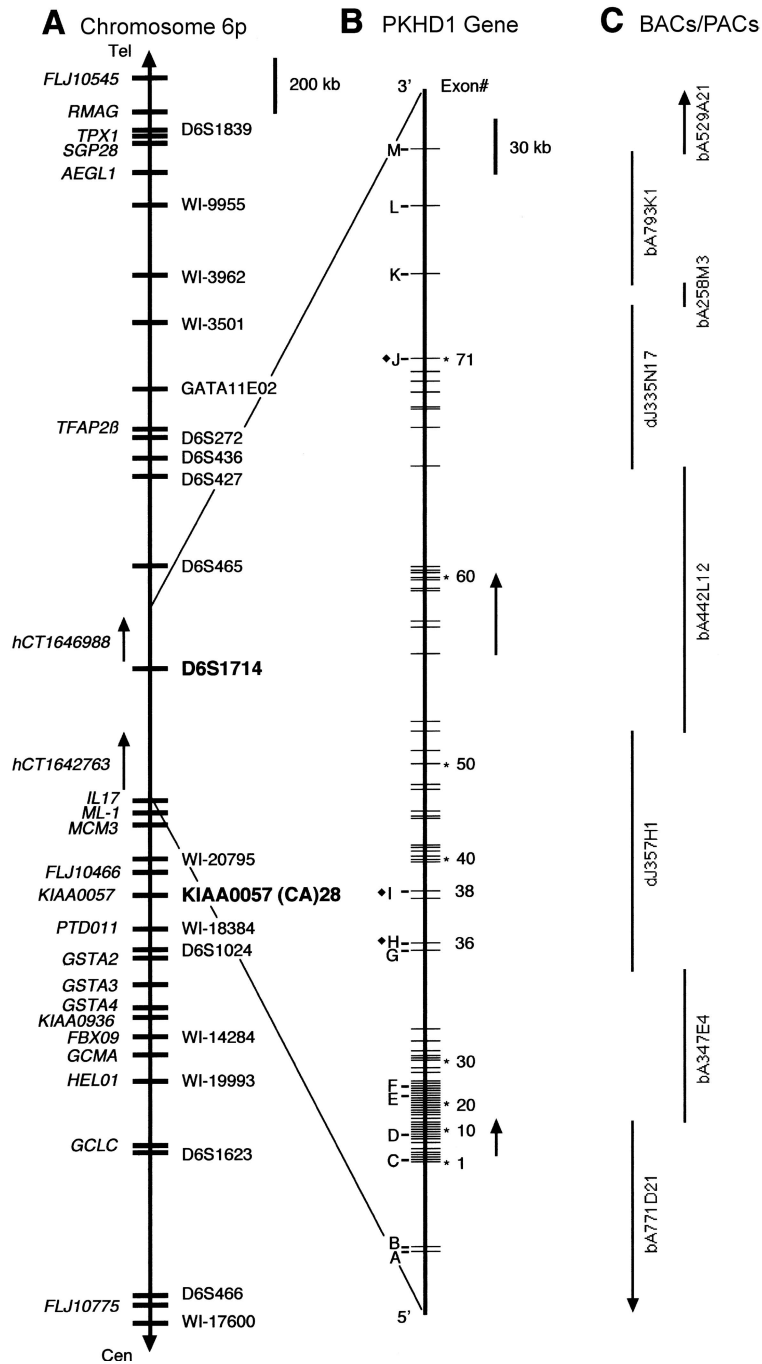 A Chromosome 6p
Tel
FLJ10545
200 kb
RMAG
D6S1839
TPX1
SGP28
AEGL1
WI-9955
WI-3962
WI-3501
GATA11E02
TFAP2ß
D6S272
D6S436
D6S427
D6S465
hCT1646988
D6S1714
hCT1642763
IL17
ML-1
MCM3
WI-20795
FLJ10466
KIAA0057
KIAA0057 (CA)28
PTD011
WI-18384
D6S1024
GSTA2
GSTA3
GSTA4
KIAA0936
FBX09
WI-14284
GCMA
HEL01
WI-19993
GCLC
D6S1623
D6S466
FLJ10775
WI-17600
Cen
B PKHD1 Gene
3'
Exon#
30 kb
M
L
K
◆J
* 71
* 60
* 50
* 40
◆I
38
◆H
36
G
* 30
F
E
* 20
* 10
D
C
* 1
B
A
5'
C BACs/PACs
bA529A21
bA793K1
bA258M3
dJ335N17
bA442L12
dJ357H1
bA347E4
bA771D21